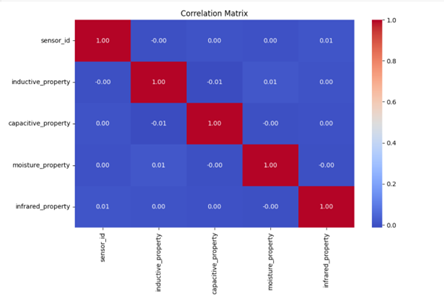 Correlation Matrix
sensor_id 1.00 -0.00 0.00 0.00 0.01
inductive_property -0.00 1.00 -0.01 0.01 0.00
capacitive_property 0.00 -0.01 1.00 -0.00 0.00
moisture_property 0.00 0.01 -0.00 1.00 -0.00
infrared_property 0.01 0.00 0.00 -0.00 1.00
sensor_id
inductive_property
capacitive_property
moisture_property
infrared_property
1.0
0.8
0.6
0.4
0.2
0.0